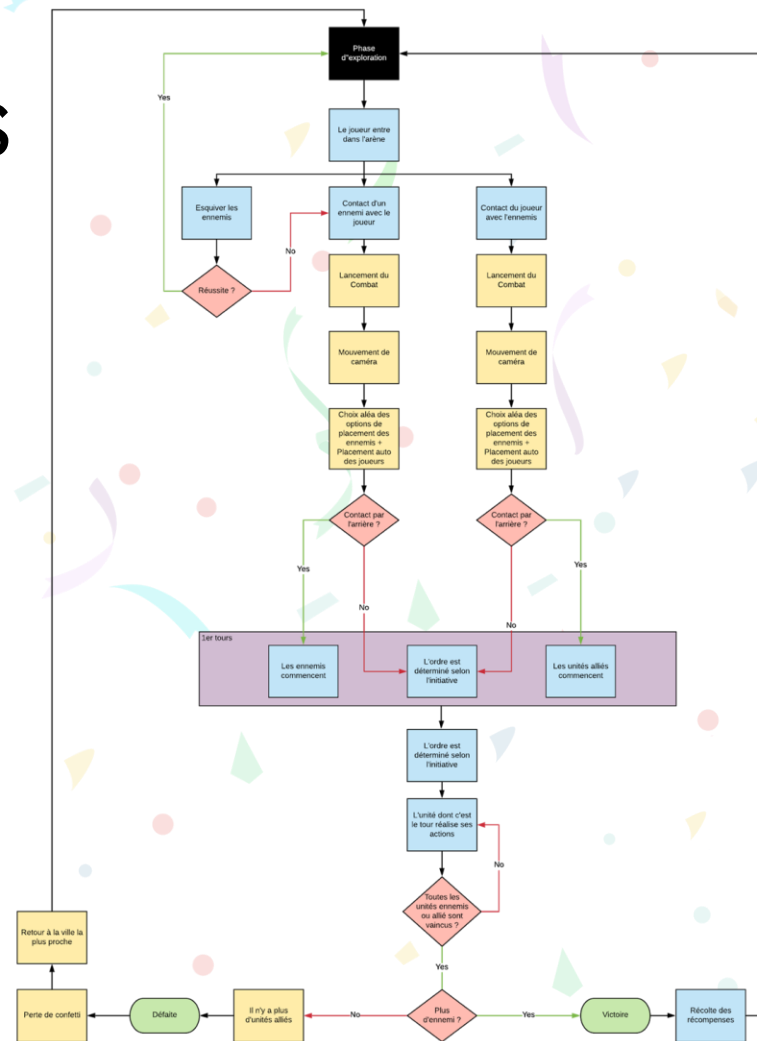 s
Phase
d"exploration
Yes
Le joueur entre
dans l'arène
Esquiver les
ennemis
Contact d'un
ennemi avec le
joueur
Contact du joueur
avec l'ennemis
No
Réussite ?
Lancement du
Combat
Lancement du
Combat
Mouvement de
caméra
Mouvement de
caméra
Choix aléa des
options de
placement des
ennemis +
Placement auto
des joueurs
Choix aléa des
options de
placement des
ennemis +
Placement auto
des joueurs
Contact par
l'arrière ?
Contact par
l'arrière ?
Yes
Yes
No
No
1er tours
Les ennemis
commencent
L'ordre est
déterminé selon
l'initiative
Les unités alliés
commencent
L'ordre est
déterminé selon
l'initiative
L'unité dont c'est
le tour réalise ses
actions
No
Toutes les
unités ennemis
ou allié sont
vaincus ?
Retour à la ville la
plus proche
Yes
Perte de confetti
Défaite
Il n'y a plus
d'unités alliés
No
Plus
d'ennemi ?
Yes
Victoire
Récolte des
récompenses